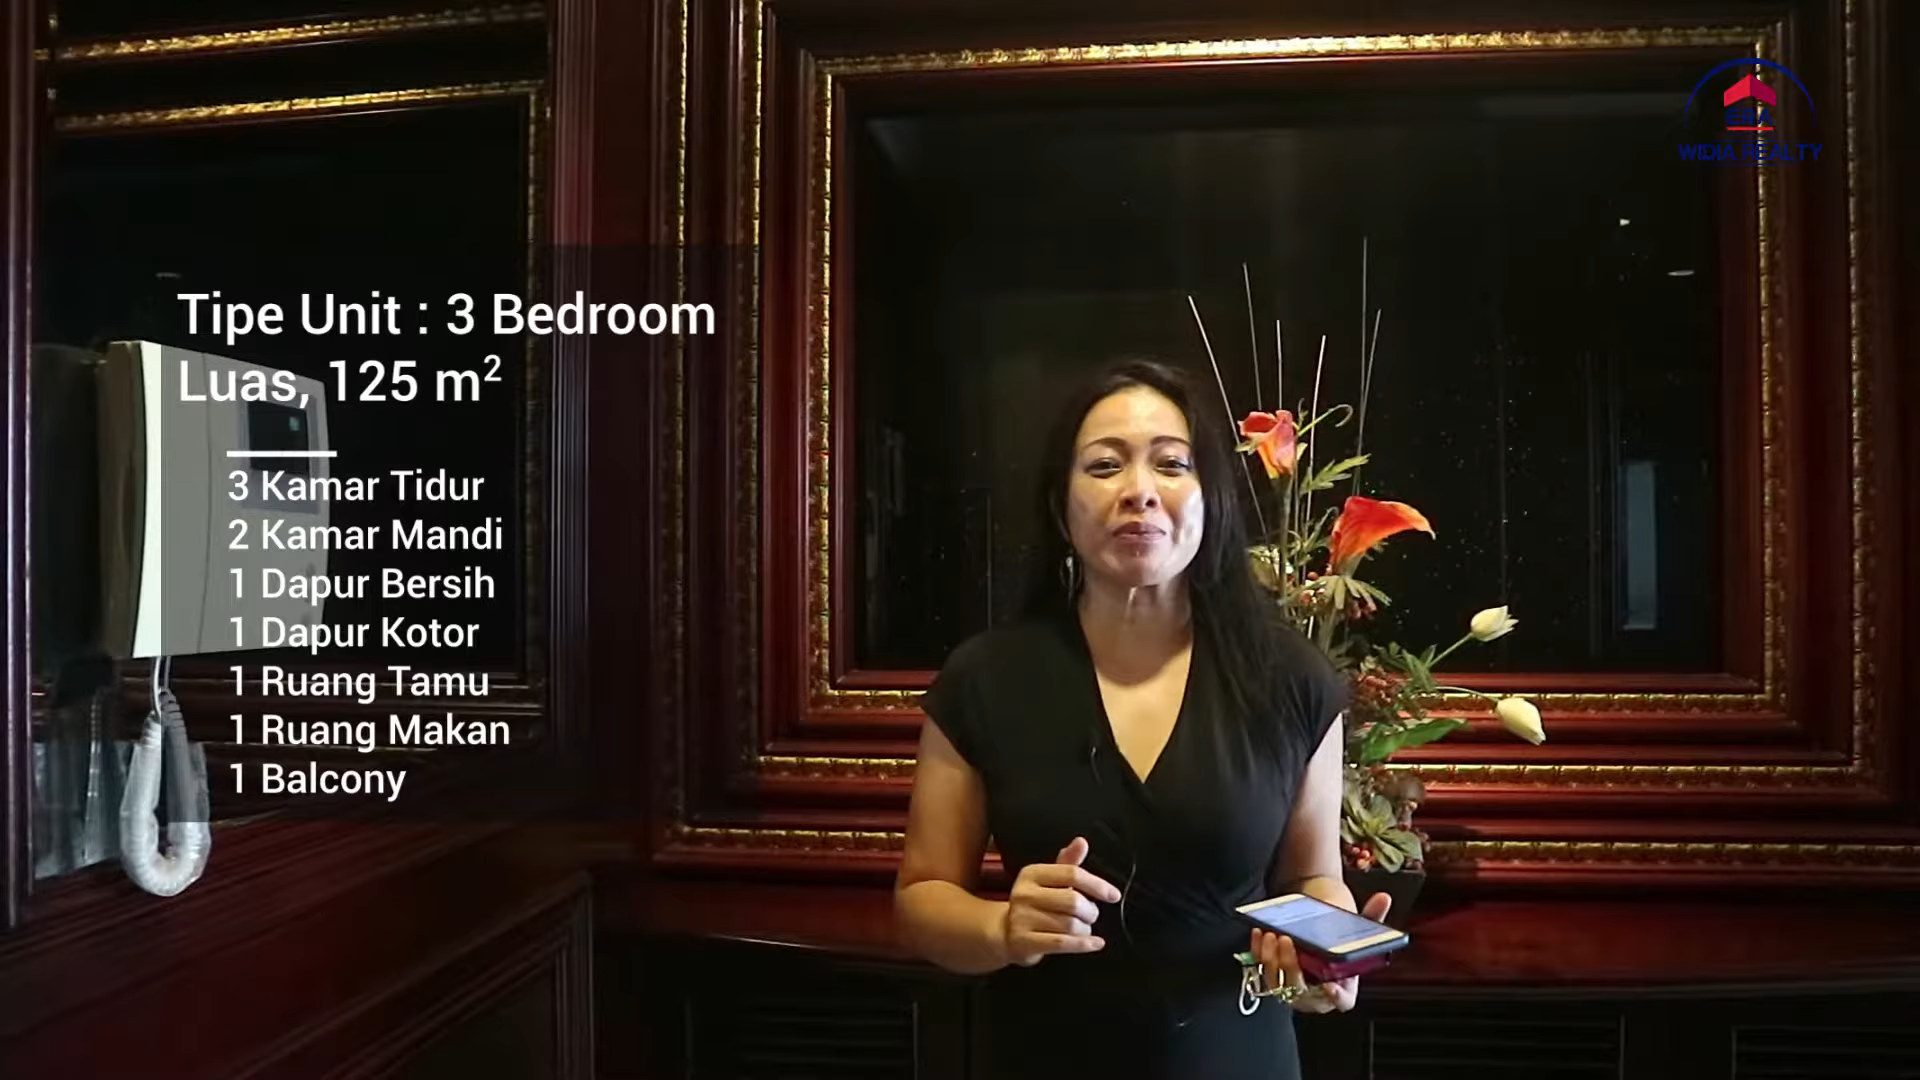 ERA
WIDIA REALTY
Tipe Unit : 3 Bedroom
Luas, 125 m²
3 Kamar Tidur
2 Kamar Mandi
1 Dapur Bersih
1 Dapur Kotor
1 Ruang Tamu
1 Ruang Makan
1 Balcony